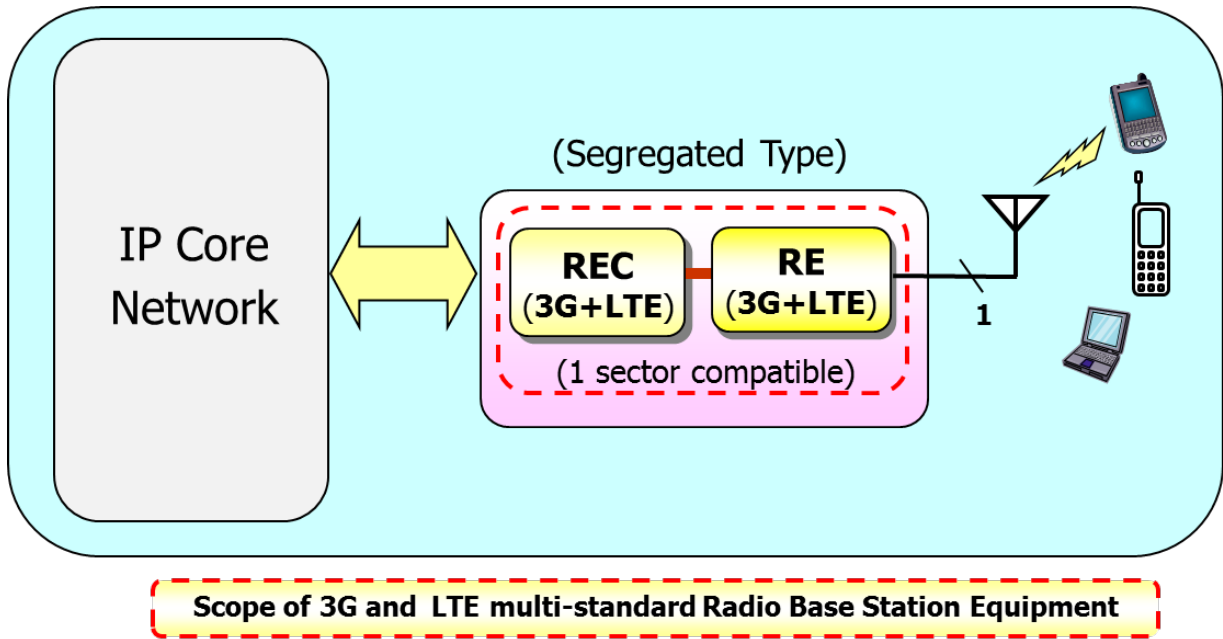 (Segregated Type)
IP Core
Network
REC
(3G+LTE)
RE
(3G+LTE)
1
(1 sector compatible)
Scope of 3G and LTE multi-standard Radio Base Station Equipment